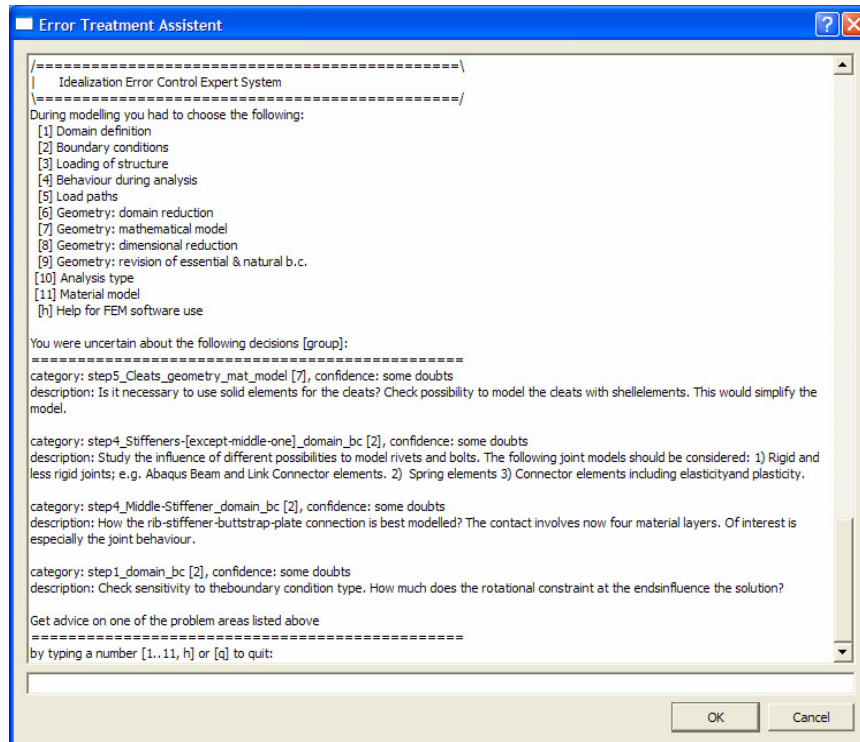 Error Treatment Assistent
/==============================================\
| Idealization Error Control Expert System
\==============================================/
During modelling you had to choose the following:
[1] Domain definition
[2] Boundary conditions
[3] Loading of structure
[4] Behaviour during analysis
[5] Load paths
[6] Geometry: domain reduction
[7] Geometry: mathematical model
[8] Geometry: dimensional reduction
[9] Geometry: revision of essential & natural b.c.
[10] Analysis type
[11] Material model
[h] Help for FEM software use
You were uncertain about the following decisions [group]:
===============================================
category: step5_Cleats_geometry_mat_model [7], confidence: some doubts
description: Is it necessary to use solid elements for the cleats? Check possibility to model the cleats with shellelements. This would simplify the
model.
category: step4_Stiffeners-[except-middle-one]_domain_bc [2], confidence: some doubts
description: Study the influence of different possibilities to model rivets and bolts. The following joint models should be considered: 1) Rigid and
less rigid joints; e.g. Abaqus Beam and Link Connector elements. 2) Spring elements 3) Connector elements including elasticityand plasticity.
category: step4_Middle-Stiffener_domain_bc [2], confidence: some doubts
description: How the rib-stiffener-buttstrap-plate connection is best modelled? The contact involves now four material layers. Of interest is
especially the joint behaviour.
category: step1_domain_bc [2], confidence: some doubts
description: Check sensitivity to theboundary condition type. How much does the rotational constraint at the endsinfluence the solution?
Get advice on one of the problem areas listed above
===============================================
by typing a number [1..11, h] or [q] to quit:
OK
Cancel